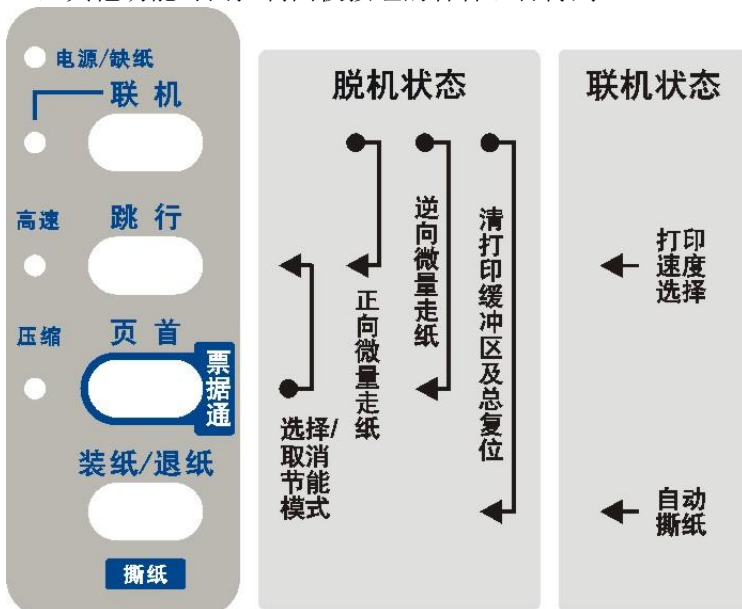 电源/缺纸
联机
跳行
高速
页首
压缩
票据通
装纸/退纸
撕纸
脱机状态
正向微量走纸
逆向微量走纸
清打印缓冲区及总复位
选择/
取消
节能
模式
联机状态
打印
速度
选择
自动
撕纸